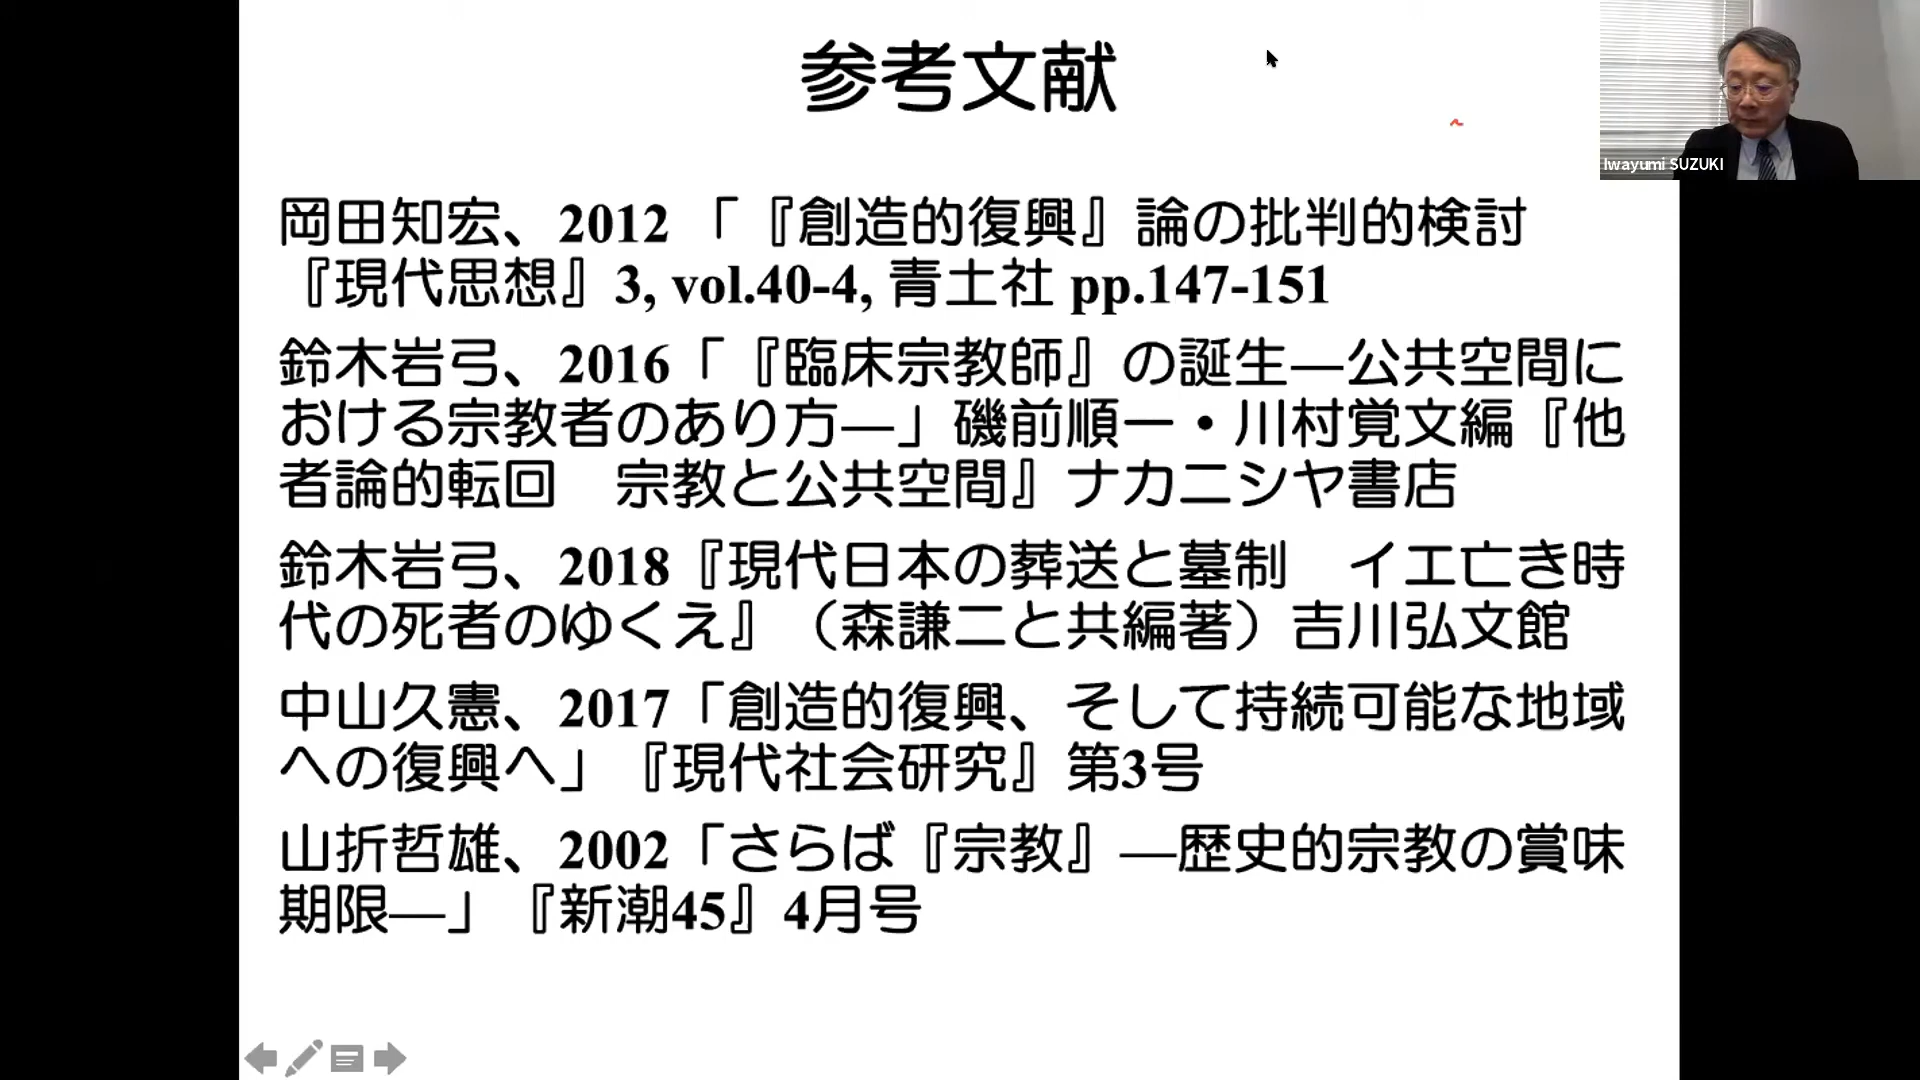 参考文献
Iwayumi SUZUKI
岡田知宏、2012 「『創造的復興』論の批判的検討
『現代思想』3, vol.40-4, 青土社 pp.147-151
鈴木岩弓、2016「『臨床宗教師』の誕生―公共空間に
おける宗教者のあり方―」磯前順一・川村覚文編『他
者論的転回　宗教と公共空間』ナカニシヤ書店
鈴木岩弓、2018『現代日本の葬送と墓制　イエ亡き時
代の死者のゆくえ』（森謙二と共編著）吉川弘文館
中山久憲、2017「創造的復興、そして持続可能な地域
への復興へ」『現代社会研究』第3号
山折哲雄、2002「さらば『宗教』―歴史的宗教の賞味
期限―」『新潮45』4月号